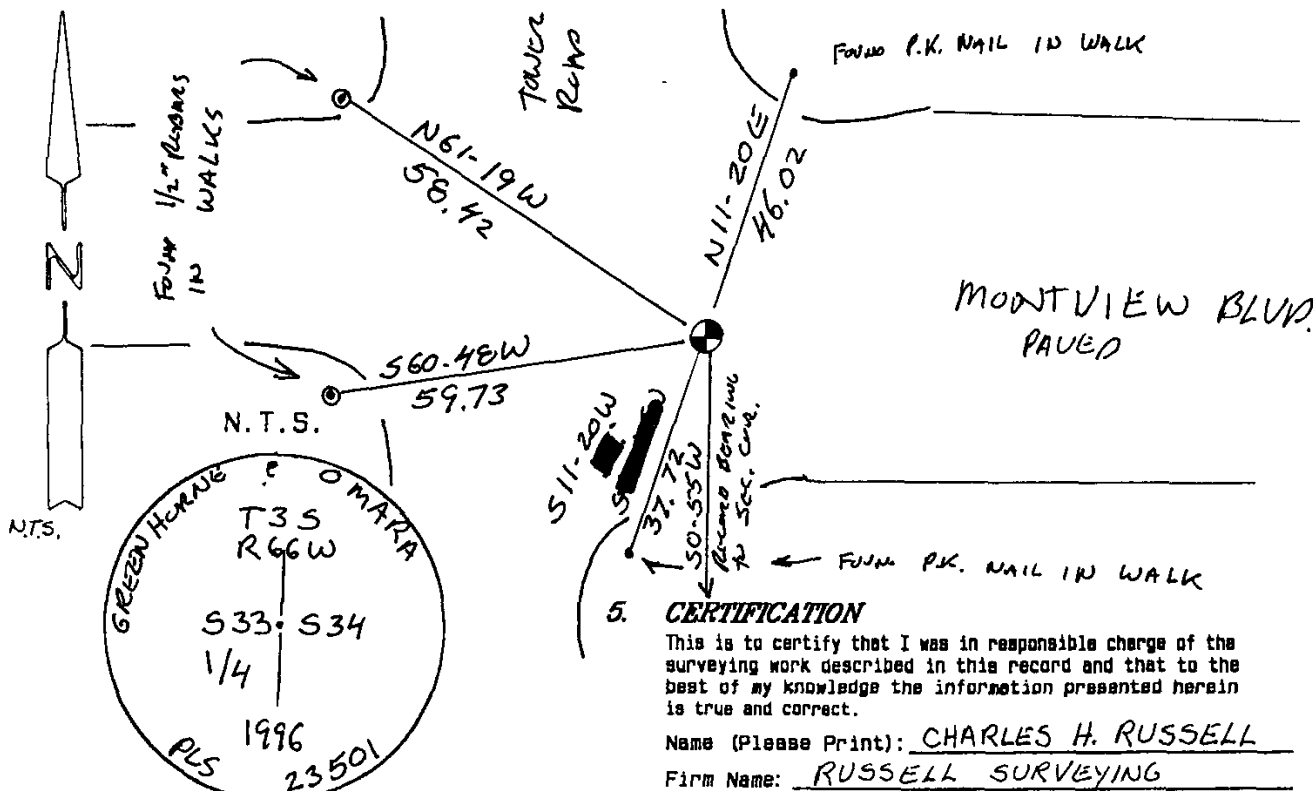 FOUND P.K. NAIL IN WALK
TOWER
ROAD
FOUND 1/2" REBARS
IN WALKS
N61-19W
58.42
N11-20E
46.02
N
MONTVIEW BLVD.
PAVED
S60-48W
59.73
N.T.S.
S11-20W
37.72
S0-55W
RECORD BEARING
TO SEC. COR.
FOUND P.K. NAIL IN WALK
N.T.S.
GREENHORNE & O MARA
T3S
R66W
S33 S34
1/4
1996
PLS 23501
5. CERTIFICATION
This is to certify that I was in responsible charge of the
surveying work described in this record and that to the
best of my knowledge the information presented herein
is true and correct.
Name (Please Print): CHARLES H. RUSSELL
Firm Name: RUSSELL SURVEYING